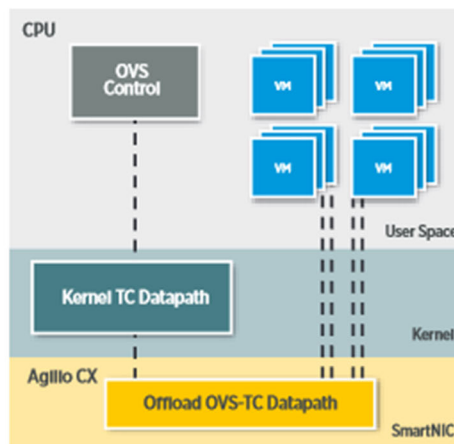 CPU
OVS
Control
VM
VM
VM
VM
User Space
Kernel TC Datapath
Kernel
Agilio CX
Offload OVS-TC Datapath
SmartNIC